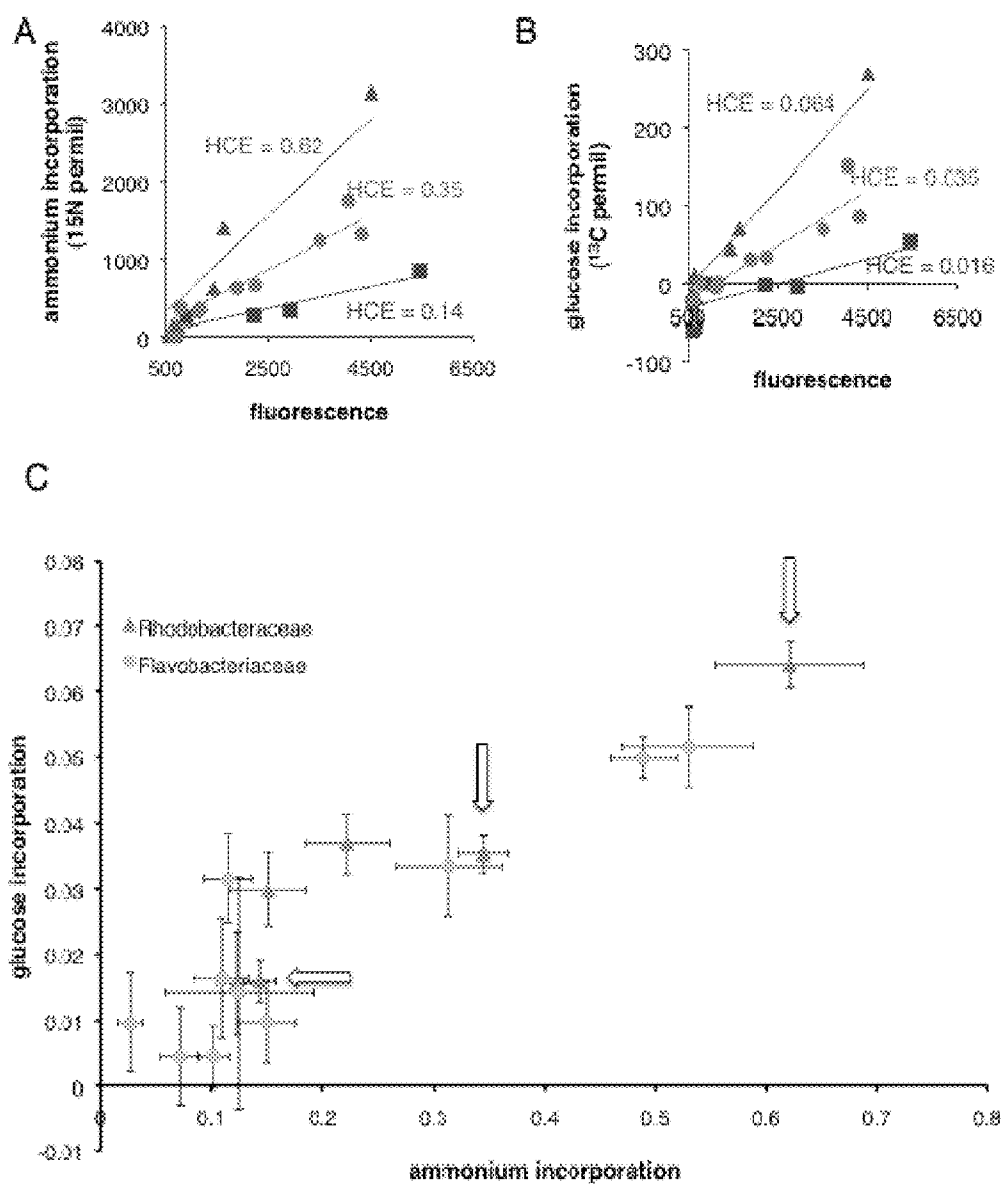 A
ammonium incorporation
(15N permil)
4000
3000
2000
1000
0
HCE = 0.62
HCE = 0.35
HCE = 0.14
500
2500
4500
6500
fluorescence
B
glucose incorporation
(¹³C permil)
300
200
100
0
-100
HCE = 0.064
HCE = 0.035
HCE = 0.016
500
2500
4500
6500
fluorescence
C
glucose incorporation
0.08
0.07
0.06
0.05
0.04
0.03
0.02
0.01
0
-0.01
Rhodobacteraceae
Flavobacteriaceae
0
0.1
0.2
0.3
0.4
0.5
0.6
0.7
0.8
ammonium incorporation